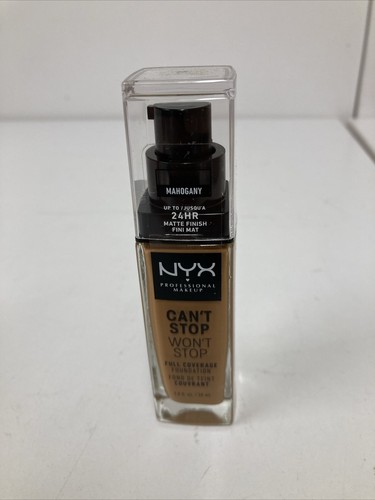 MAHOGANY
UP TO / JUSQU'À
24HR
MATTE FINISH
FINI MAT
NYX
PROFESSIONAL
MAKEUP
CAN'T
STOP
WON'T
STOP
FULL COVERAGE
FOUNDATION
FOND DE TEINT
COUVRANT